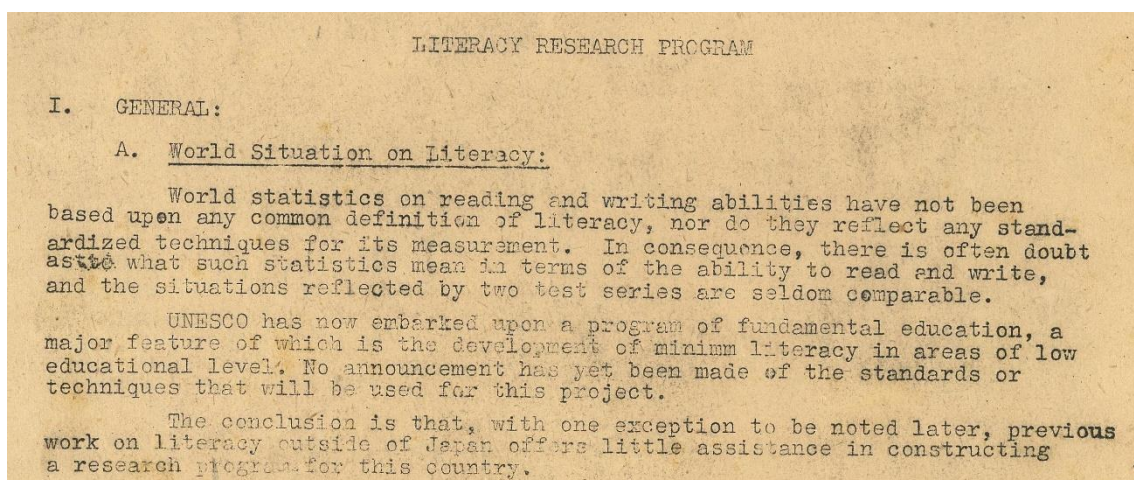 LITERACY RESEARCH PROGRAM
I. GENERAL:
A. World Situation on Literacy:
World statistics on reading and writing abilities have not been
based upon any common definition of literacy, nor do they reflect any stand-
ardized techniques for its measurement. In consequence, there is often doubt
as to what such statistics mean in terms of the ability to read and write,
and the situations reflected by two test series are seldom comparable.
UNESCO has now embarked upon a program of fundamental education, a
major feature of which is the development of minimm literacy in areas of low
educational level. No announcement has yet been made of the standards or
techniques that will be used for this project.
The conclusion is that, with one exception to be noted later, previous
work on literacy outside of Japan offers little assistance in constructing
a research program for this country.